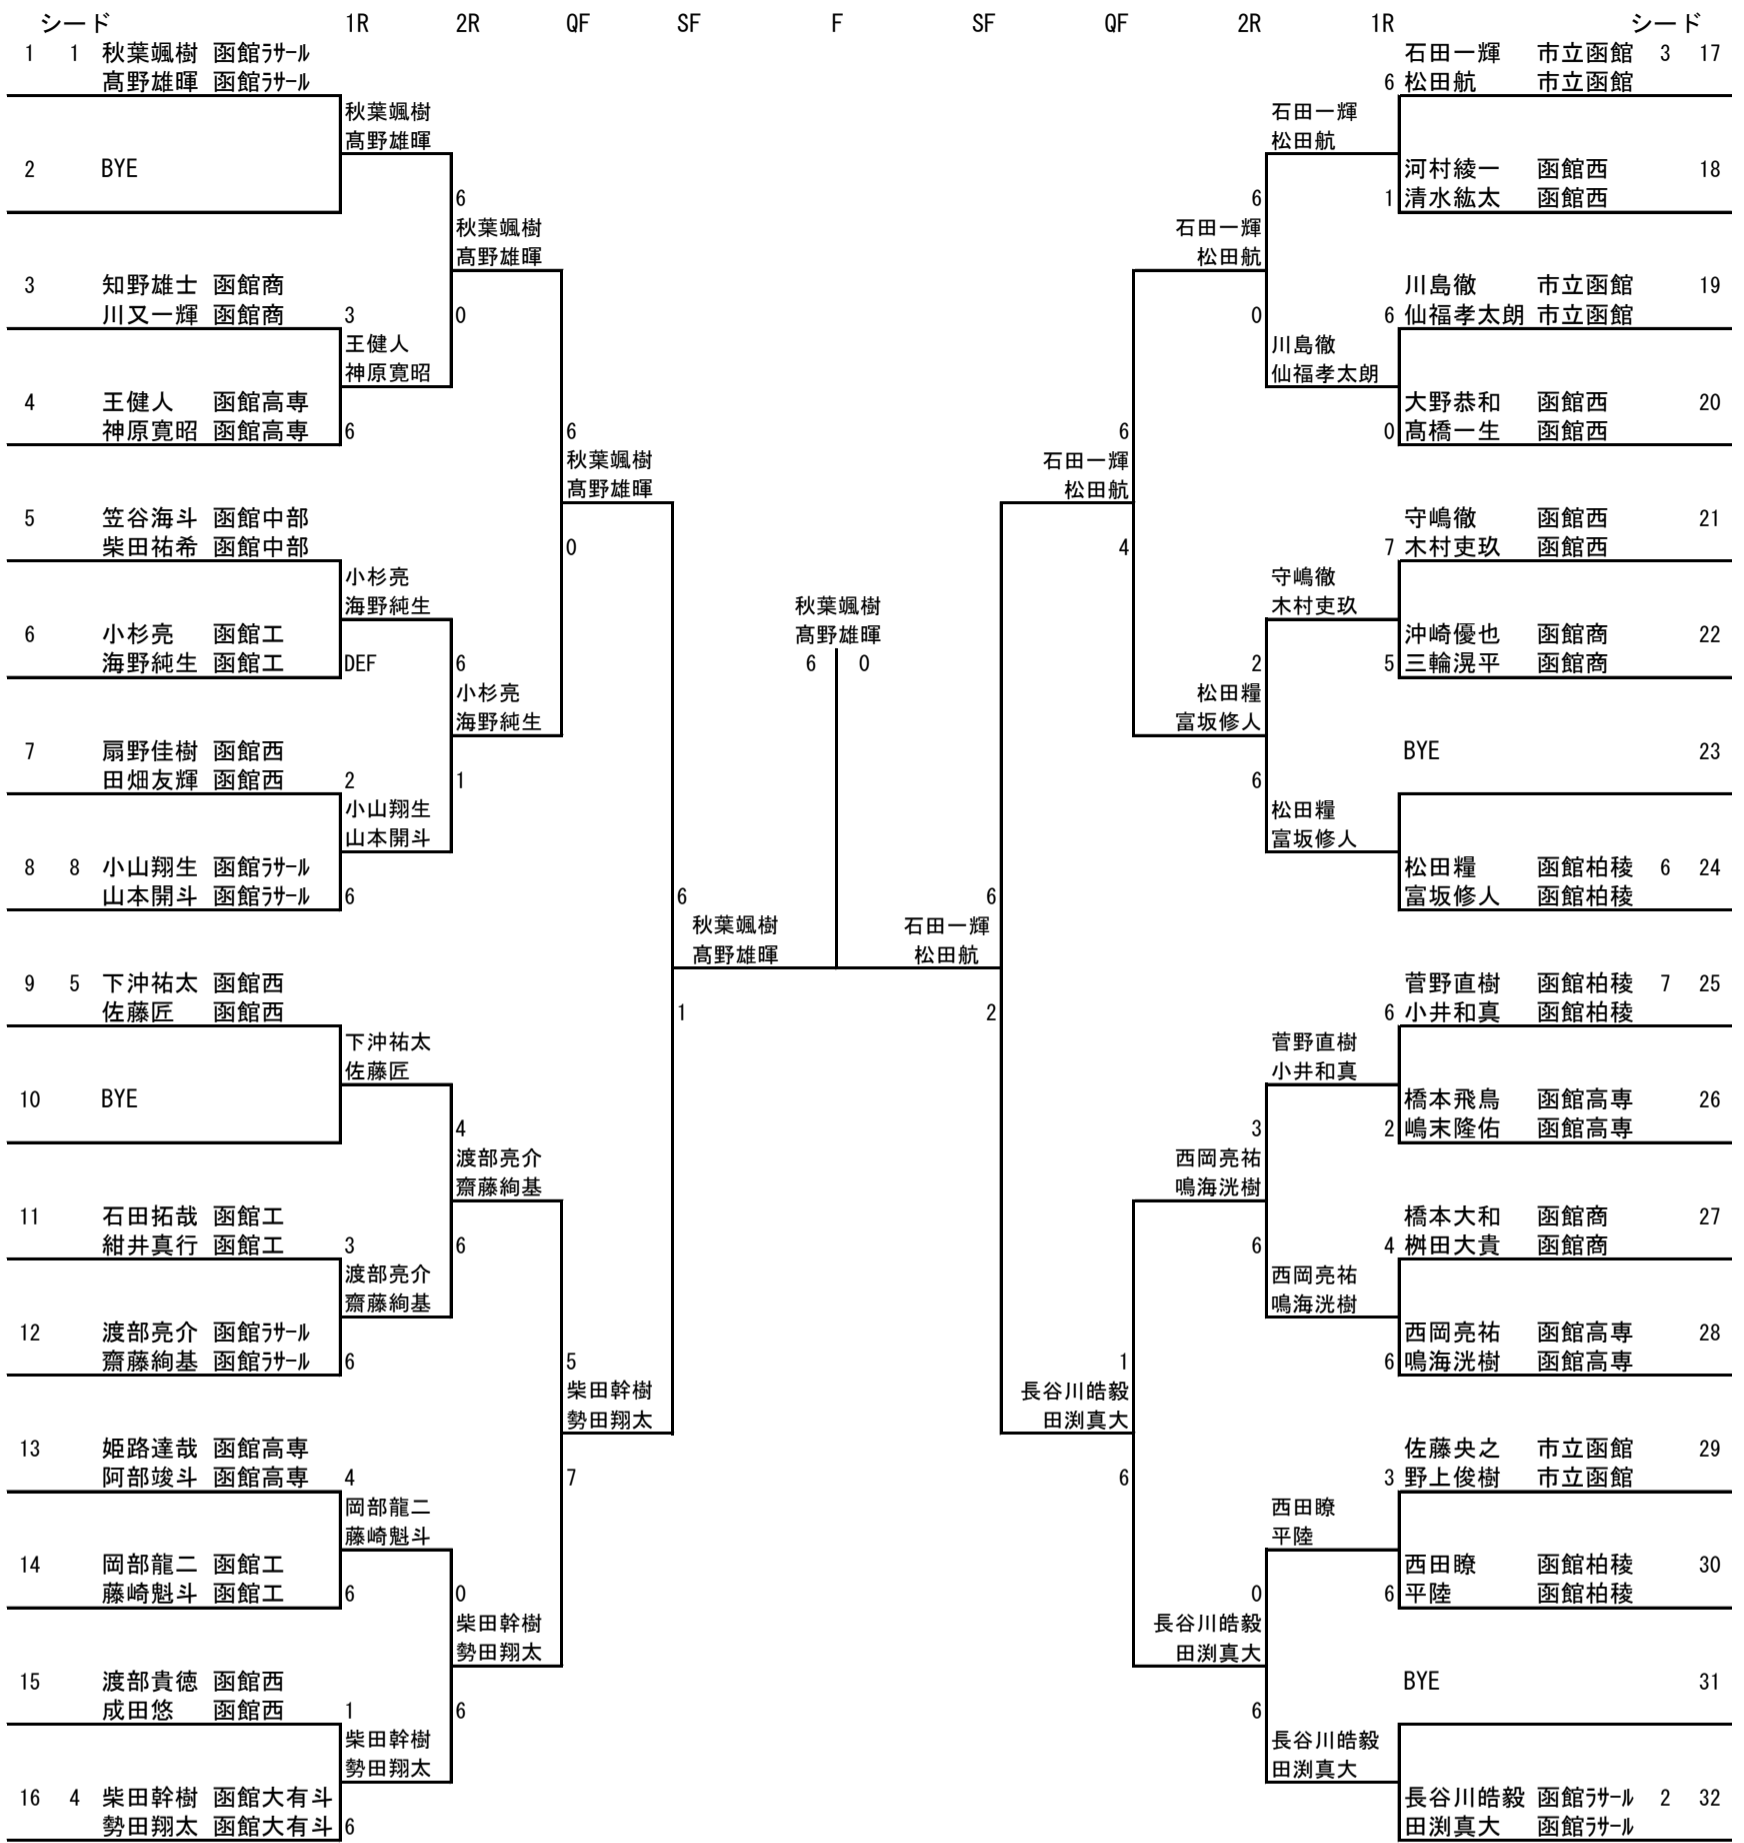 シード 1R 2R QF SF F SF QF 2R 1R シード
1 1 秋葉颯樹 函館ﾗｻｰﾙ 石田一輝 市立函館 3 17
髙野雄暉 函館ﾗｻｰﾙ 6 松田航 市立函館
秋葉颯樹 石田一輝
髙野雄暉 松田航
2 BYE 河村綾一 函館西 18
6 6 1 清水紘太 函館西
秋葉颯樹 石田一輝
髙野雄暉 松田航
3 知野雄士 函館商 川島徹 市立函館 19
川又一輝 函館商 3 0 0 6 仙福孝太朗 市立函館
王健人 川島徹
神原寛昭 仙福孝太朗
4 王健人 函館高専 大野恭和 函館西 20
神原寛昭 函館高専 6 6 6 0 髙橋一生 函館西
秋葉颯樹 石田一輝
髙野雄暉 松田航
5 笠谷海斗 函館中部 守嶋徹 函館西 21
柴田祐希 函館中部 0 4 7 木村吏玖 函館西
小杉亮 守嶋徹
海野純生 秋葉颯樹 木村吏玖
6 小杉亮 函館工 髙野雄暉 沖崎優也 函館商 22
海野純生 函館工 DEF 6 6 0 2 5 三輪滉平 函館商
小杉亮 松田糧
海野純生 富坂修人
7 扇野佳樹 函館西 BYE 23
田畑友輝 函館西 2 1 6
小山翔生 松田糧
山本開斗 富坂修人
8 8 小山翔生 函館ﾗｻｰﾙ 松田糧 函館柏稜 6 24
山本開斗 函館ﾗｻｰﾙ 6 6 6 富坂修人 函館柏稜
秋葉颯樹 石田一輝
髙野雄暉 松田航
9 5 下沖祐太 函館西 菅野直樹 函館柏稜 7 25
佐藤匠 函館西 1 2 6 小井和真 函館柏稜
下沖祐太 菅野直樹
佐藤匠 小井和真
10 BYE 橋本飛鳥 函館高専 26
4 3 2 嶋末隆佑 函館高専
渡部亮介 西岡亮祐
齋藤絢基 鳴海洸樹
11 石田拓哉 函館工 橋本大和 函館商 27
紺井真行 函館工 3 6 6 4 桝田大貴 函館商
渡部亮介 西岡亮祐
齋藤絢基 鳴海洸樹
12 渡部亮介 函館ﾗｻｰﾙ 西岡亮祐 函館高専 28
齋藤絢基 函館ﾗｻｰﾙ 6 5 1 6 鳴海洸樹 函館高専
柴田幹樹 長谷川皓毅
勢田翔太 田渕真大
13 姫路達哉 函館高専 佐藤央之 市立函館 29
阿部竣斗 函館高専 4 7 6 3 野上俊樹 市立函館
岡部龍二 西田瞭
藤崎魁斗 平陸
14 岡部龍二 函館工 西田瞭 函館柏稜 30
藤崎魁斗 函館工 6 0 0 6 平陸 函館柏稜
柴田幹樹 長谷川皓毅
勢田翔太 田渕真大
15 渡部貴徳 函館西 BYE 31
成田悠 函館西 1 6 6
柴田幹樹 長谷川皓毅
勢田翔太 田渕真大
16 4 柴田幹樹 函館大有斗 長谷川皓毅 函館ﾗｻｰﾙ 2 32
勢田翔太 函館大有斗 6 田渕真大 函館ﾗｻｰﾙ